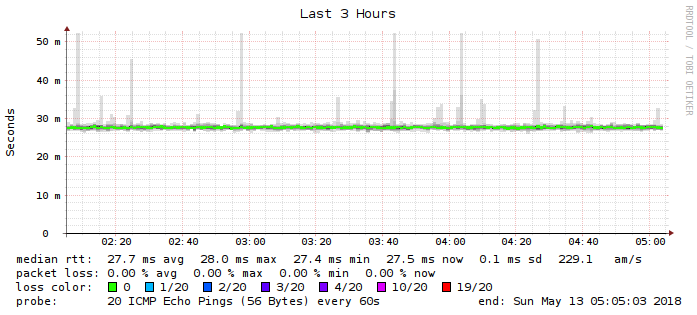 Last 3 Hours
RRDTOOL / TOBI OETIKER
Seconds
50 m
40 m
30 m
20 m
10 m
0
02:20 02:40 03:00 03:20 03:40 04:00 04:20 04:40 05:00
median rtt: 27.7 ms avg 28.0 ms max 27.4 ms min 27.5 ms now 0.1 ms sd 229.1 am/s
packet loss: 0.00 % avg 0.00 % max 0.00 % min 0.00 % now
loss color: 0 1/20 2/20 3/20 4/20 10/20 19/20
probe: 20 ICMP Echo Pings (56 Bytes) every 60s end: Sun May 13 05:05:03 2018